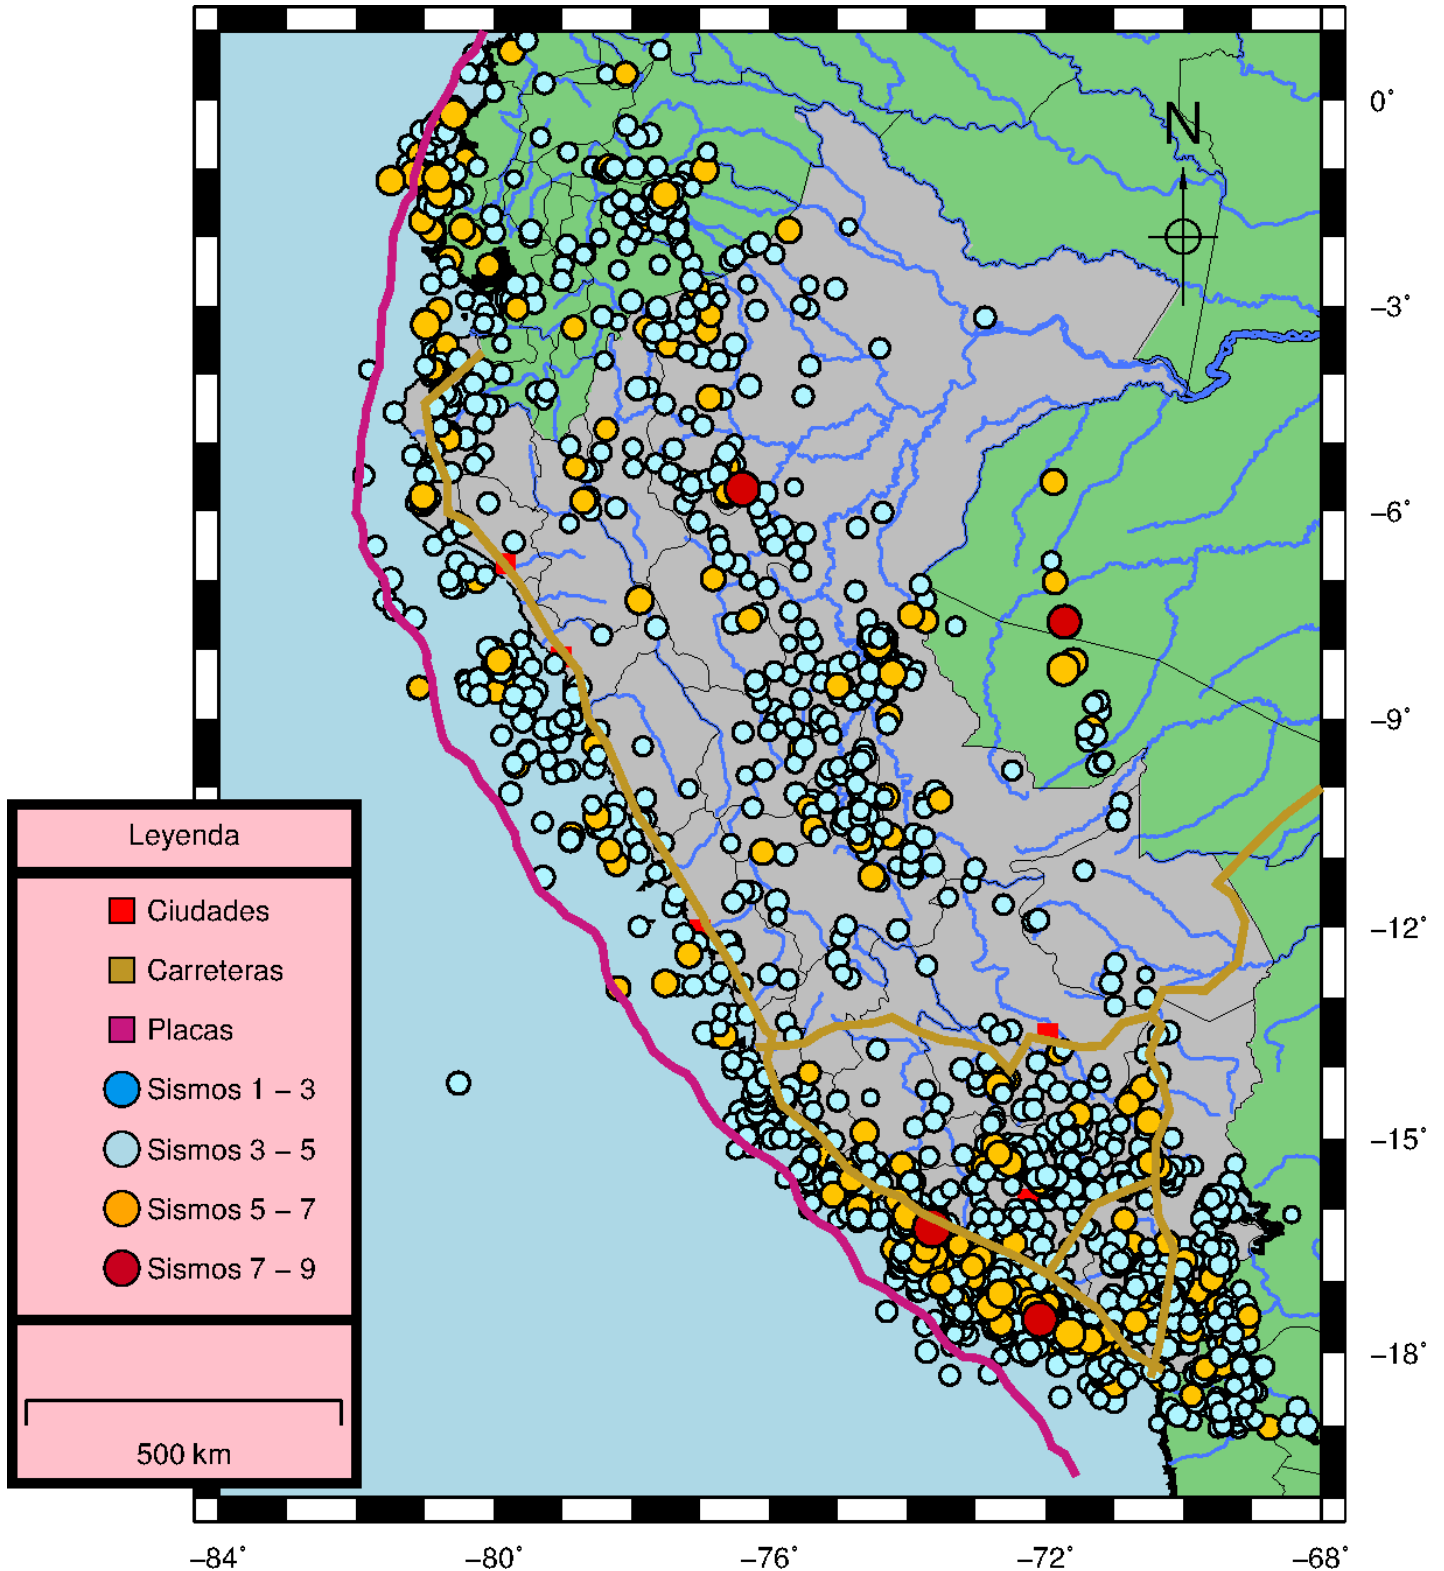 N
0°
−3°
−6°
−9°
−12°
−15°
−18°
Leyenda
Ciudades
Carreteras
Placas
Sismos 1 − 3
Sismos 3 − 5
Sismos 5 − 7
Sismos 7 − 9
500 km
−84°
−80°
−76°
−72°
−68°